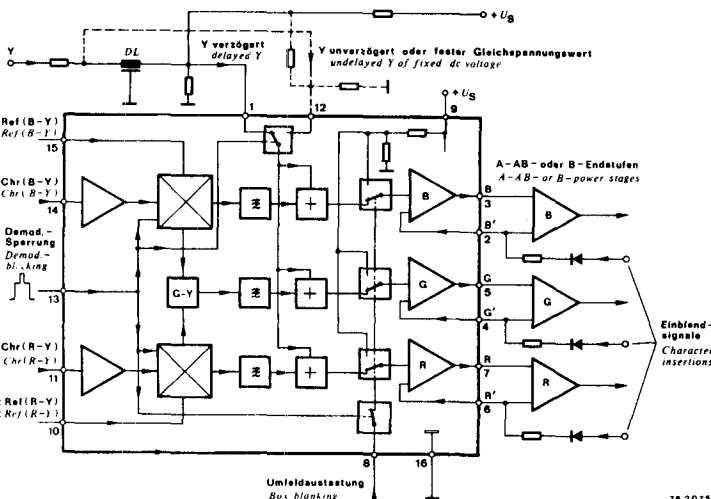 + U_S
Y
DL
Y verzögert
delayed Y
Y unverzögert oder fester Gleichspannungswert
undelayed Y of fixed dc voltage
+ U_S
1
12
9
Ref (B-Y)
Ref (B-Y)
15
A-AB- oder B-Endstufen
A-AB- or B-power stages
Chr (B-Y)
Chr (B-Y)
14
B
B
3
B
B'
2
Demod.-
Sperrung
Demod.-
13
G-Y
G
G
5
G
G'
4
Einblend-
signale
Character
insertions
Chr (R-Y)
Chr (R-Y)
11
R
R
7
R
R'
6
Ref (R-Y)
Ref (R-Y)
10
8
16
Umfeldaustastung
Box blanking